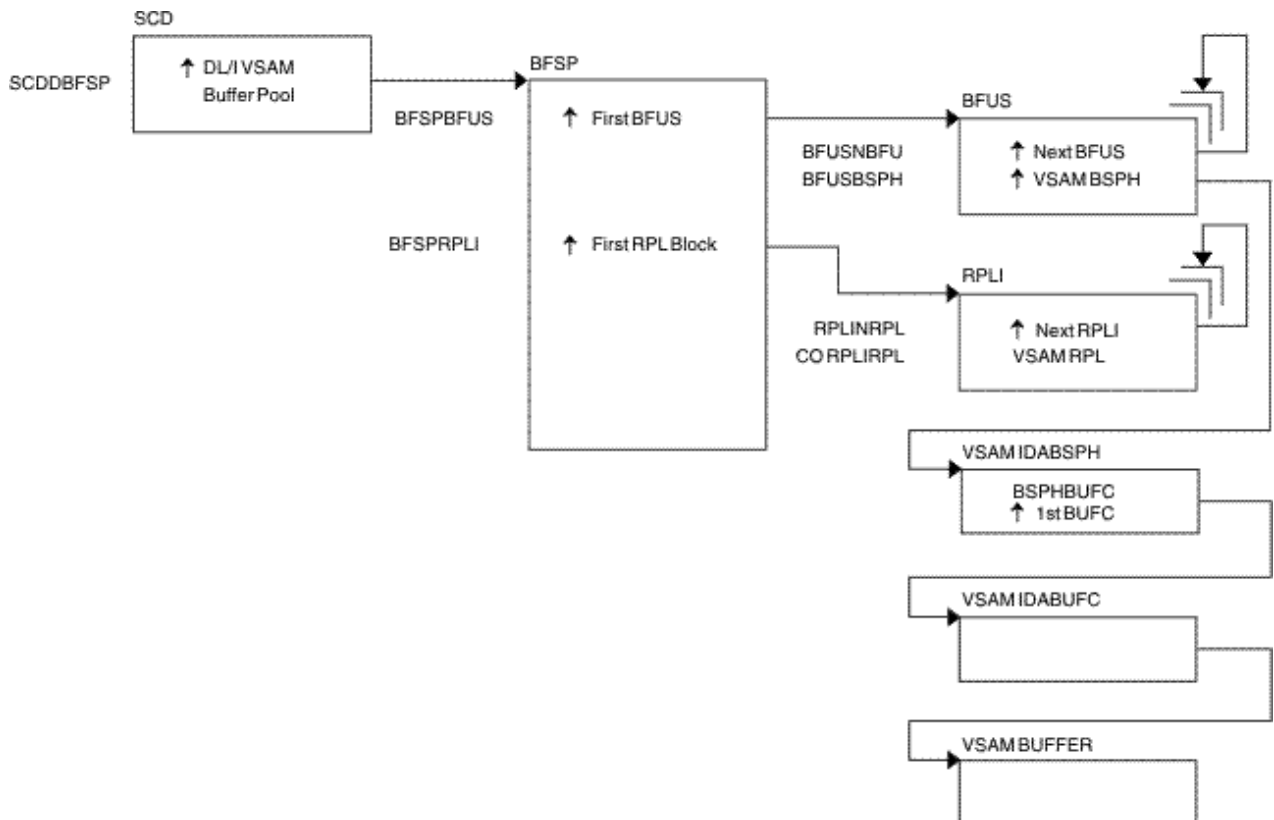 SCD
SCDDBFSP
↑ DL/I VSAM
Buffer Pool
BFSP
BFSPBFUS
↑ First BFUS
BFUS
BFUSNBFU
↑ Next BFUS
BFUSBSPH
↑ VSAM BSPH
BFSPRPLI
↑ First RPL Block
RPLI
RPLINRPL
↑ Next RPLI
CO RPLIRPL
VSAM RPL
VSAM IDABSPH
BSPHBUFC
↑ 1st BUFC
VSAM IDABUFC
VSAM BUFFER